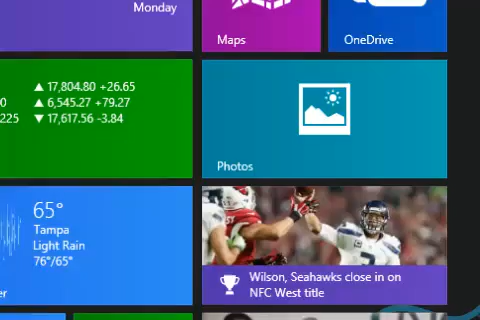 Monday
Maps
OneDrive
▲ 17,804.80 +26.65
0 ▲ 6,545.27 +79.27
225 ▼ 17,617.56 -3.84
Photos
65°
Tampa
Light Rain
76°/65°
er
Wilson, Seahawks close in on
NFC West title